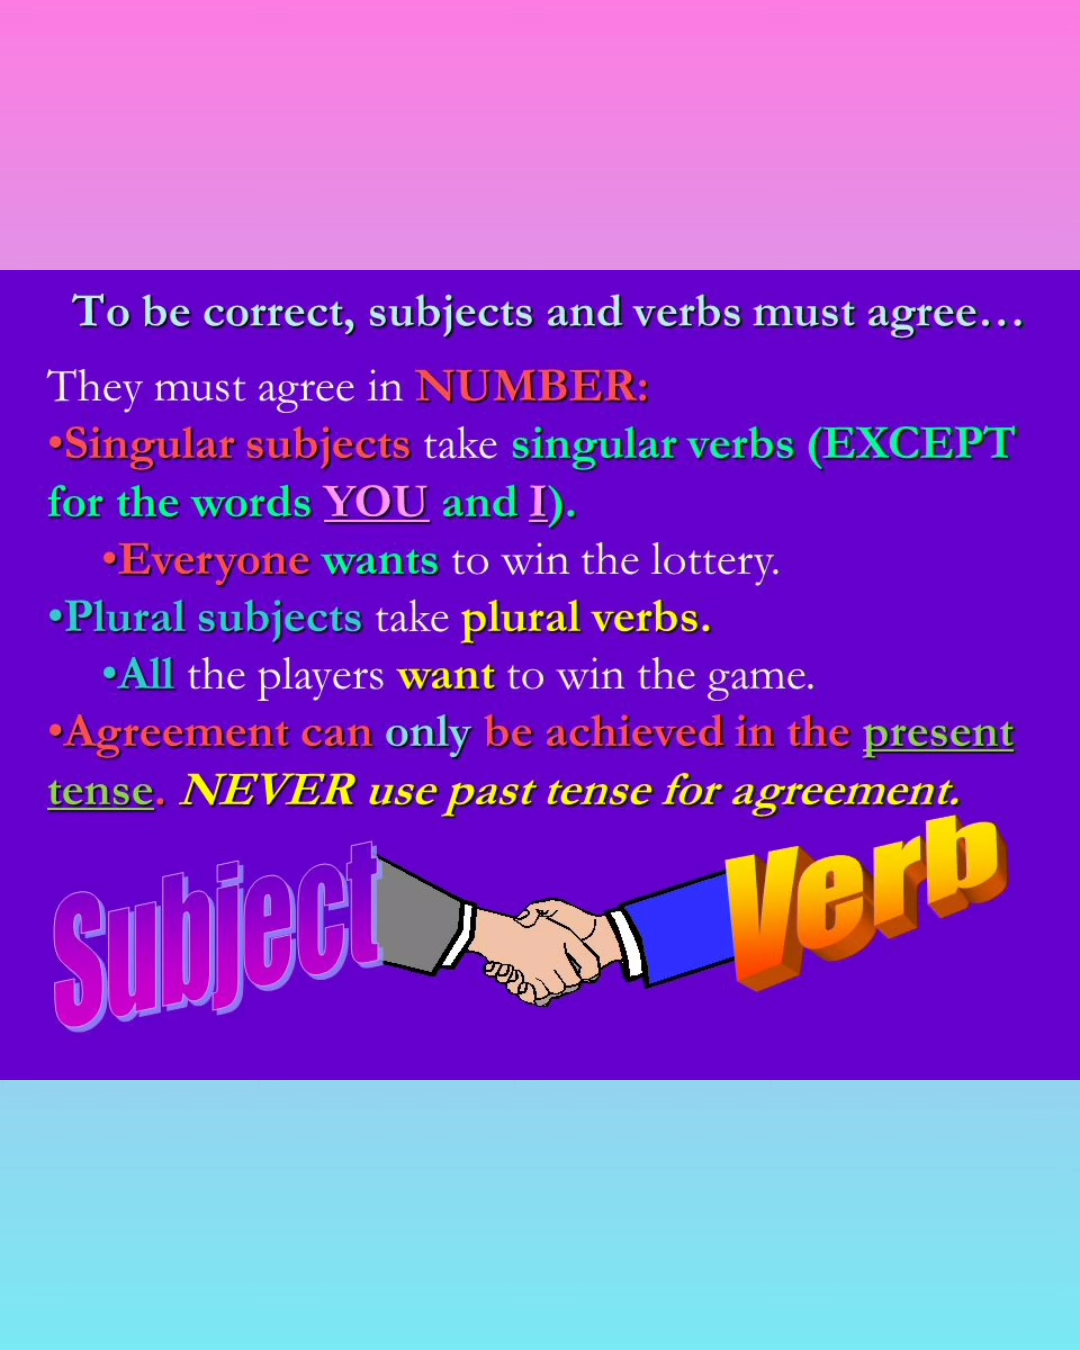 To be correct, subjects and verbs must agree…
They must agree in NUMBER:
•Singular subjects take singular verbs (EXCEPT
for the words YOU and I).
•Everyone wants to win the lottery.
•Plural subjects take plural verbs.
•All the players want to win the game.
•Agreement can only be achieved in the present
tense. NEVER use past tense for agreement.
Subject Verb